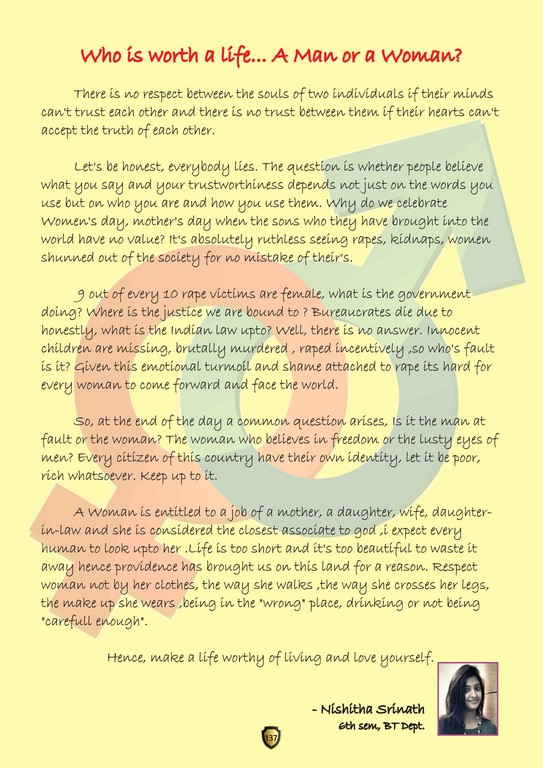 Who is worth a life... A Man or a Woman?
There is no respect between the souls of two individuals if their minds
can't trust each other and there is no trust between them if their hearts can't
accept the truth of each other.
Let's be honest, everybody lies. The question is whether people believe
what you say and your trustworthiness depends not just on the words you
use but on who you are and how you use them. Why do we celebrate
Women's day, mother's day when the sons who they have brought into the
world have no value? It's absolutely ruthless seeing rapes, kidnaps, women
shunned out of the society for no mistake of their's.
9 out of every 10 rape victims are female, what is the government
doing? Where is the justice we are bound to ? Bureaucrates die due to
honestly, what is the Indian law upto? Well, there is no answer. Innocent
children are missing, brutally murdered , raped incentively ,so who's fault
is it? Given this emotional turmoil and shame attached to rape its hard for
every woman to come forward and face the world.
So, at the end of the day a common question arises, Is it the man at
fault or the woman? The woman who believes in freedom or the lusty eyes of
men? Every citizen of this country have their own identity, let it be poor,
rich whatsoever. Keep up to it.
A Woman is entitled to a job of a mother, a daughter, wife, daughter-
in-law and she is considered the closest associate to god ,i expect every
human to look upto her .Life is too short and it's too beautiful to waste it
away hence providence has brought us on this land for a reason. Respect
woman not by her clothes, the way she walks ,the way she crosses her legs,
the make up she wears ,being in the "wrong" place, drinking or not being
"carefull enough".
Hence, make a life worthy of living and love yourself.
- Nishitha Srinath
6th sem, BT Dept.
137